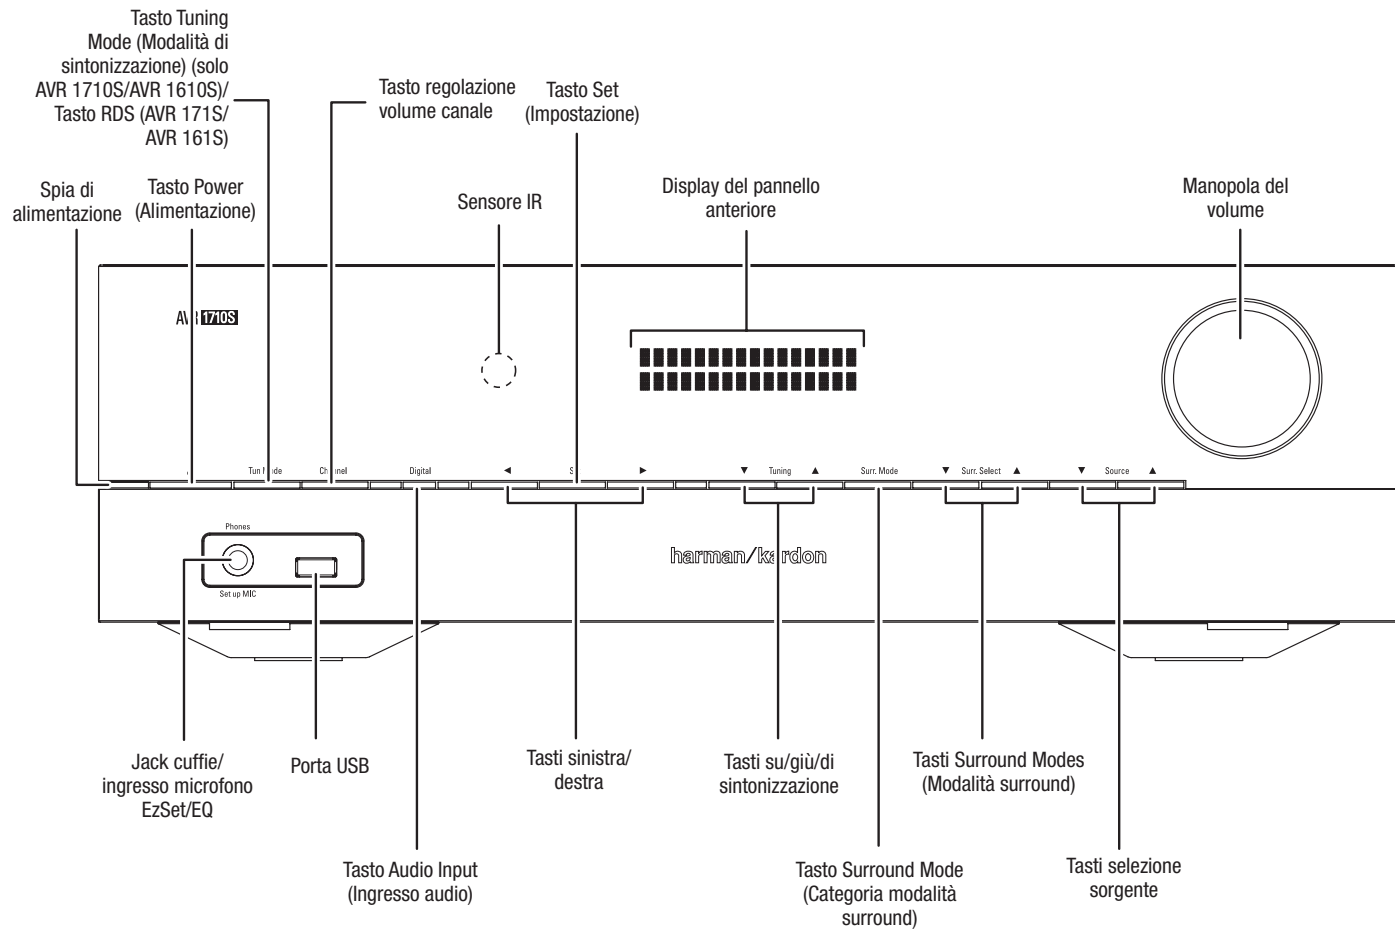 Tasto Tuning
Mode (Modalità di
sintonizzazione) (solo
AVR 1710S/AVR 1610S)/
Tasto RDS (AVR 171S/
AVR 161S)
Tasto regolazione
volume canale
Tasto Set
(Impostazione)
Spia di
alimentazione
Tasto Power
(Alimentazione)
Sensore IR
Display del pannello
anteriore
Manopola del
volume
AVR 1710S
Tun Mode
Channel
Digital
Tuning
Surr. Mode
Surr. Select
Source
Phones
Set up MIC
harman/kardon
Jack cuffie/
ingresso microfono
EzSet/EQ
Porta USB
Tasti sinistra/
destra
Tasti su/giù/di
sintonizzazione
Tasti Surround Modes
(Modalità surround)
Tasto Audio Input
(Ingresso audio)
Tasto Surround Mode
(Categoria modalità
surround)
Tasti selezione
sorgente